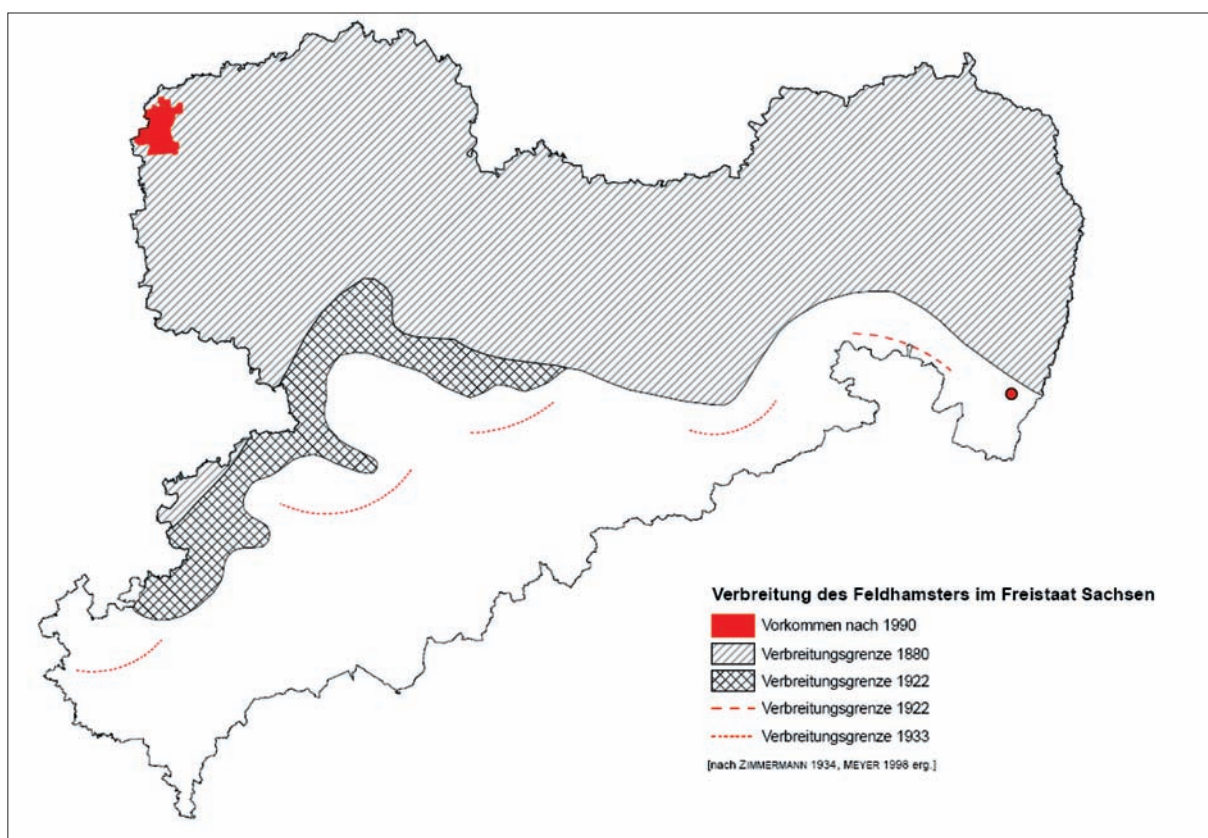 Verbreitung des Feldhamsters im Freistaat Sachsen
Vorkommen nach 1990
Verbreitungsgrenze 1880
Verbreitungsgrenze 1922
Verbreitungsgrenze 1922
Verbreitungsgrenze 1933
[nach ZIMMERMANN 1934, MEYER 1998 erg.]